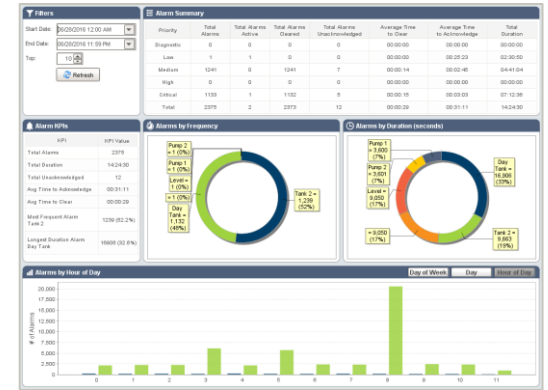 Filters
Start Date: 06/28/2016 12:00 AM
End Date: 06/28/2016 11:59 PM
Top: 10
Refresh
Alarm Summary
Priority Total Alarms Total Alarms Active Total Alarms Cleared Total Alarms Unacknowledged Average Time to Clear Average Time to Acknowledge Total Duration
Diagnostic 0 0 0 0 00:00:00 00:00:00 00:00:00
Low 1 1 0 0 00:00:00 00:25:23 02:30:50
Medium 1241 0 1241 7 00:00:14 00:02:45 04:41:04
High 0 0 0 0 00:00:00 00:00:00 00:00:00
Critical 1133 1 1132 5 00:00:15 00:03:03 07:12:36
Total 2375 2 2373 12 00:00:29 00:31:11 14:24:30
Alarm KPIs
KPI KPI Value
Total Alarms 2375
Total Duration 14:24:30
Total Unacknowledged 12
Avg Time to Acknowledge 00:31:11
Avg Time to Clear 00:00:29
Most Frequent Alarm Tank 2 1239 (52.2%)
Longest Duration Alarm Day Tank
Alarms by Frequency
Pump 2 = 1 (0%)
Pump 1 = 1 (0%)
Level = 1 (0%)
= 1 (0%)
Day Tank = 1,132 (48%)
Tank 2 = 1,239 (52%)
Alarms by Duration (seconds)
Pump 1 = 3,600 (7%)
Pump 2 = 3,601 (7%)
Level = 9,050 (17%)
= 9,050 (17%)
Day Tank = (33%)
Tank 2 = (19%)
Alarms by Hour of Day
Day of Week Day Hour of Day
# of Alarms
20,000
17,500
15,000
12,500
10,000
7,500
5,000
2,500
0
0 1 2 3 4 5 6 7 8 9 10 11